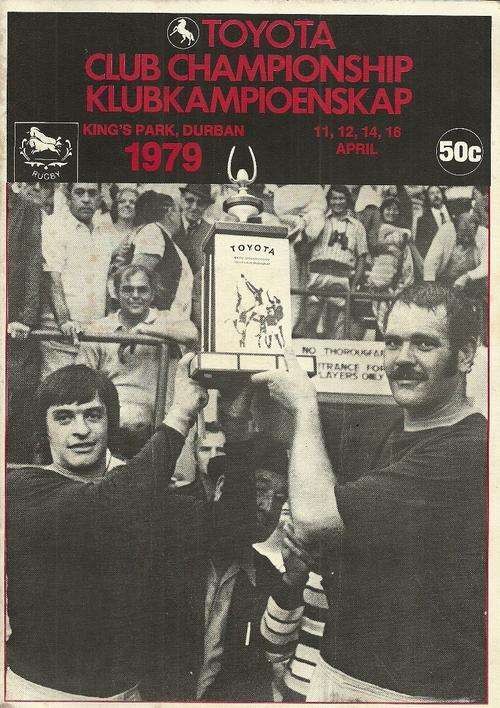 TOYOTA
CLUB CHAMPIONSHIP
KLUBKAMPIOENSKAP
KING'S PARK, DURBAN
1979
11, 12, 14, 16
APRIL
50c
RUGBY
TOYOTA
NO THOROUGHFA
TRANCE FOR
LAYERS ONLY